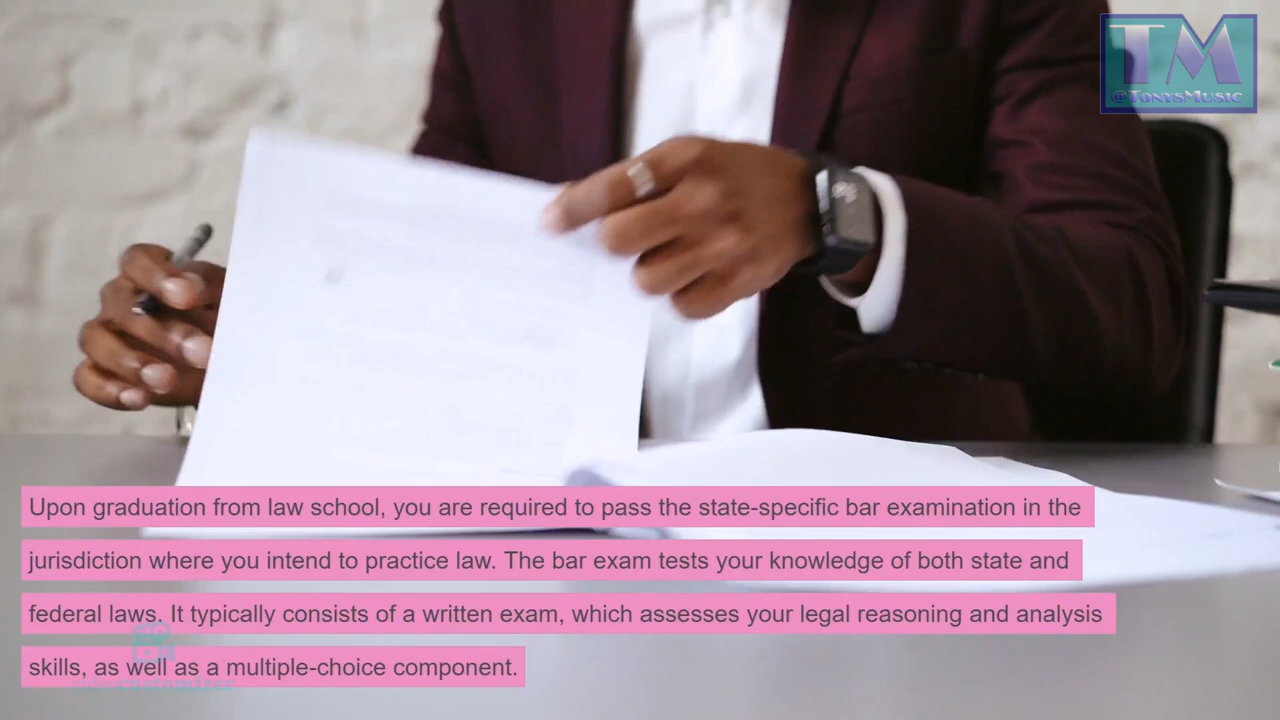 TM
@TonysMusic
Upon graduation from law school, you are required to pass the state-specific bar examination in the
jurisdiction where you intend to practice law. The bar exam tests your knowledge of both state and
federal laws. It typically consists of a written exam, which assesses your legal reasoning and analysis
skills, as well as a multiple-choice component.
customizer